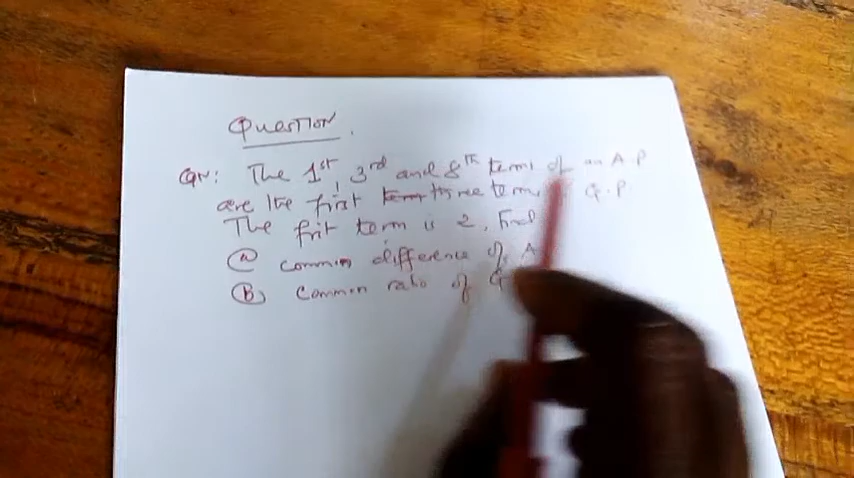 QUESTION.
QN: The 1st, 3rd and 8th terms of an A.P
are the first term three terms G.P.
The first term is 2. Find
(a) common difference of A
(B) Common ratio of G